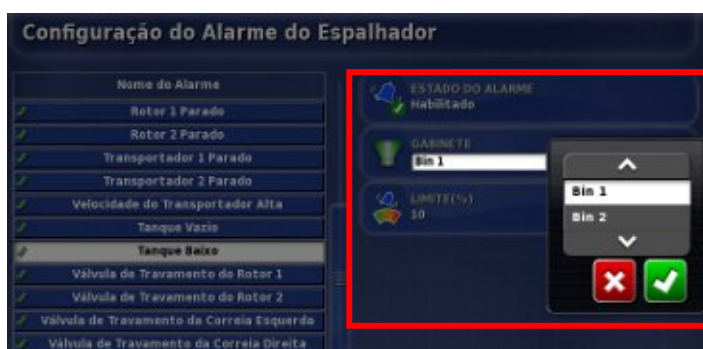 Configuração do Alarme do Espalhador
Nome do Alarme
Rotor 1 Parado
Rotor 2 Parado
Transportador 1 Parado
Transportador 2 Parado
Velocidade do Transportador Alta
Tanque Vazio
Tanque Baixo
Válvula de Travamento do Rotor 1
Válvula de Travamento do Rotor 2
Válvula de Travamento da Correia Esquerda
Válvula de Travamento da Correia Direita
ESTADO DO ALARME
Habilitado
GABINETE
Bin 1
LIMITE(%)
10
Bin 1
Bin 2